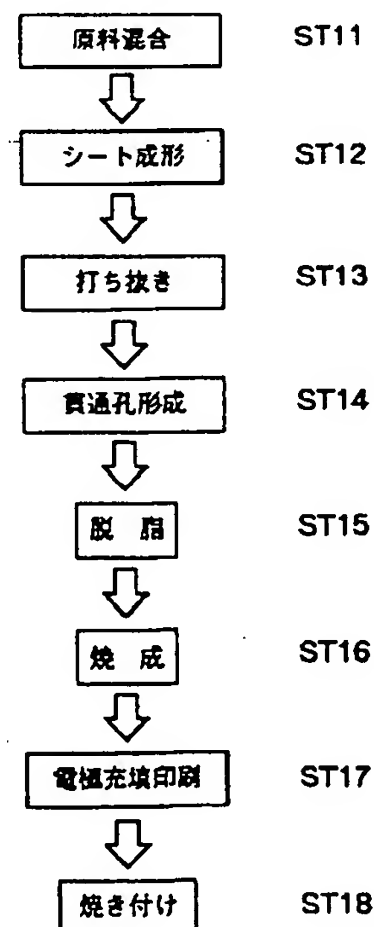 原料混合 ST11
シート成形 ST12
打ち抜き ST13
貫通孔形成 ST14
脱 脂 ST15
焼 成 ST16
電極充填印刷 ST17
焼き付け ST18